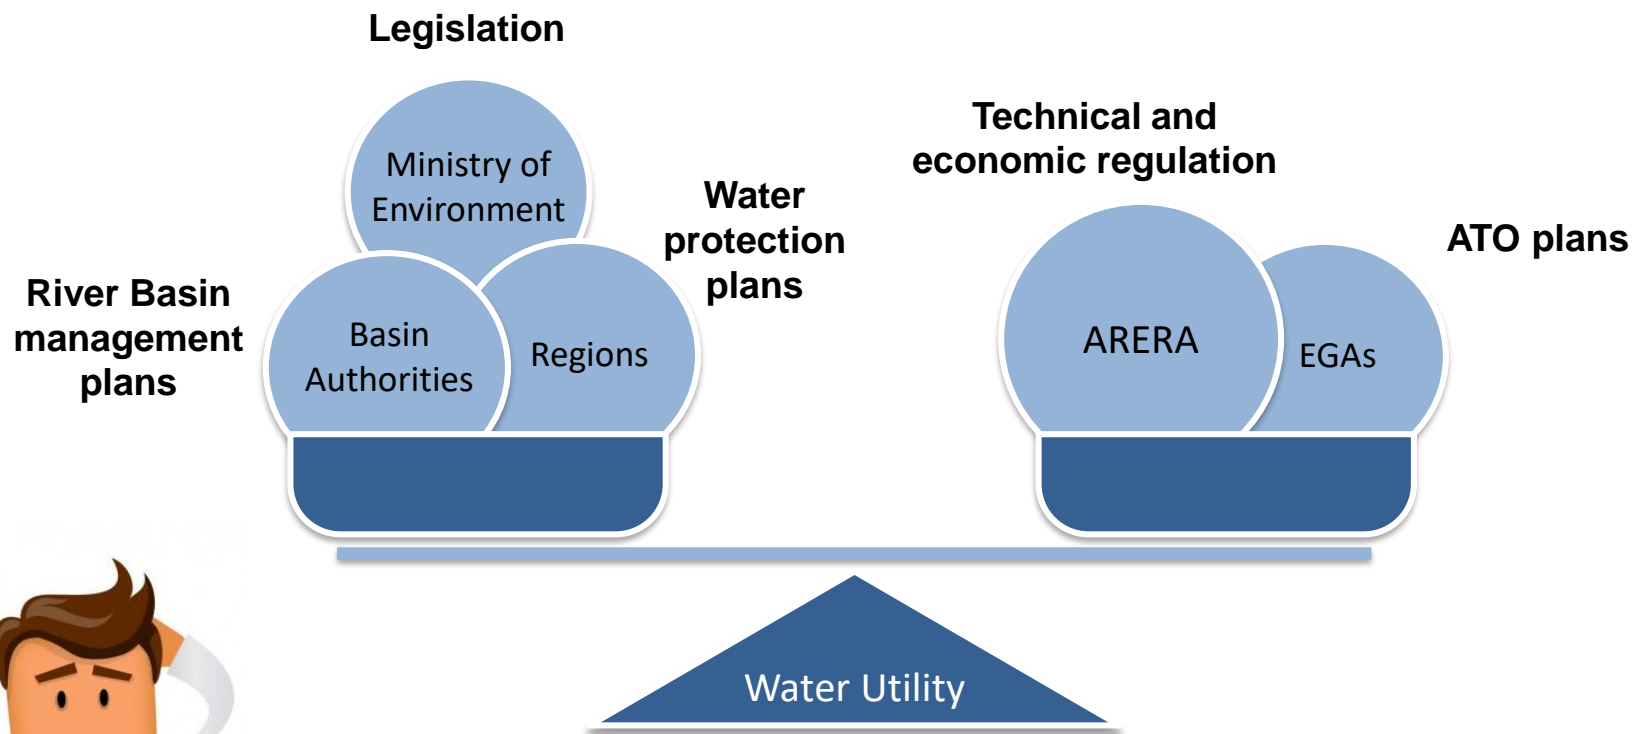 Legislation
Ministry of
Environment
Water
protection
plans
River Basin
management
plans
Basin
Authorities
Regions
Technical and
economic regulation
ATO plans
ARERA
EGAs
Water Utility